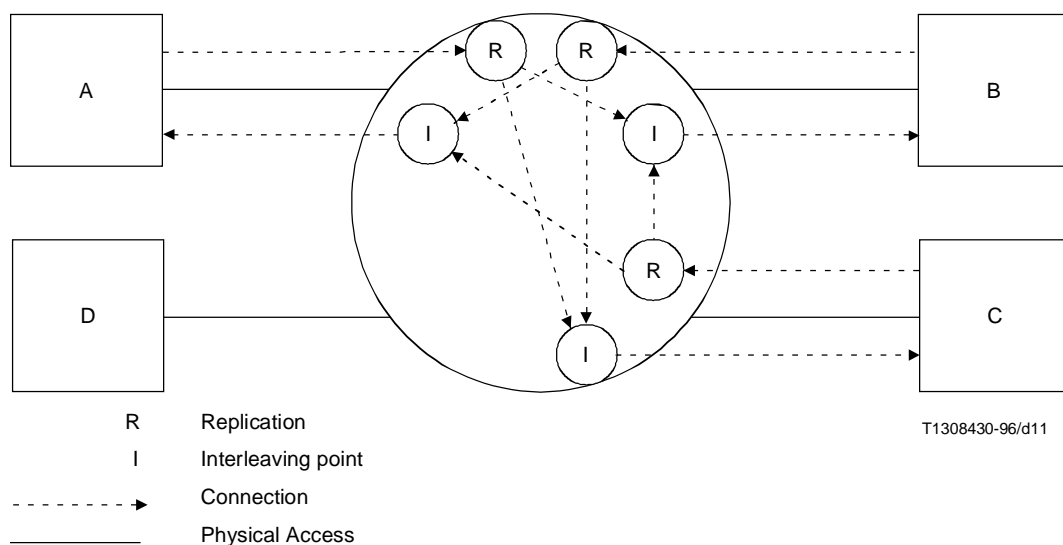 R R
A B
I I
R
D C
I
R Replication
T1308430-96/d11
I Interleaving point
Connection
Physical Access